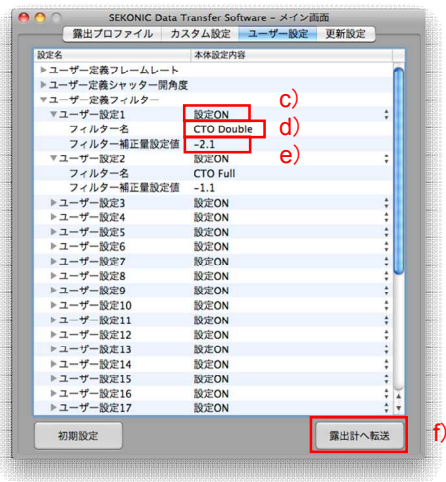 SEKONIC Data Transfer Software – メイン画面
露出プロファイル カスタム設定 ユーザー設定 更新設定
設定名 本体設定内容
▶ユーザー定義フレームレート
▶ユーザー定義シャッター開角度
▼ユーザー定義フィルター
▼ユーザー設定1 設定ON c)
フィルター名 CTO Double d)
フィルター補正量設定値 -2.1 e)
▼ユーザー設定2 設定ON
フィルター名 CTO Full
フィルター補正量設定値 -1.1
▶ユーザー設定3 設定ON
▶ユーザー設定4 設定ON
▶ユーザー設定5 設定ON
▶ユーザー設定6 設定ON
▶ユーザー設定7 設定ON
▶ユーザー設定8 設定ON
▶ユーザー設定9 設定ON
▶ユーザー設定10 設定ON
▶ユーザー設定11 設定ON
▶ユーザー設定12 設定ON
▶ユーザー設定13 設定ON
▶ユーザー設定14 設定ON
▶ユーザー設定15 設定ON
▶ユーザー設定16 設定ON
▶ユーザー設定17 設定ON
初期設定 露出計へ転送 f)